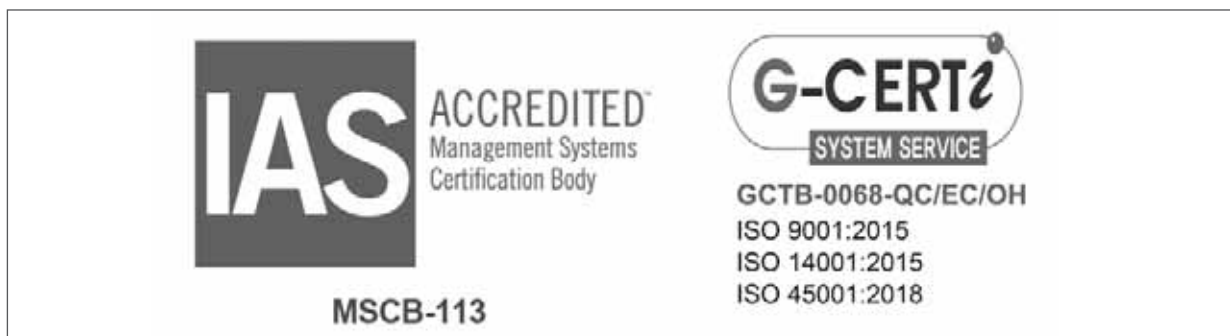 IAS
ACCREDITED™
Management Systems
Certification Body
MSCB-113
G-CERTi
SYSTEM SERVICE
GCTB-0068-QC/EC/OH
ISO 9001:2015
ISO 14001:2015
ISO 45001:2018